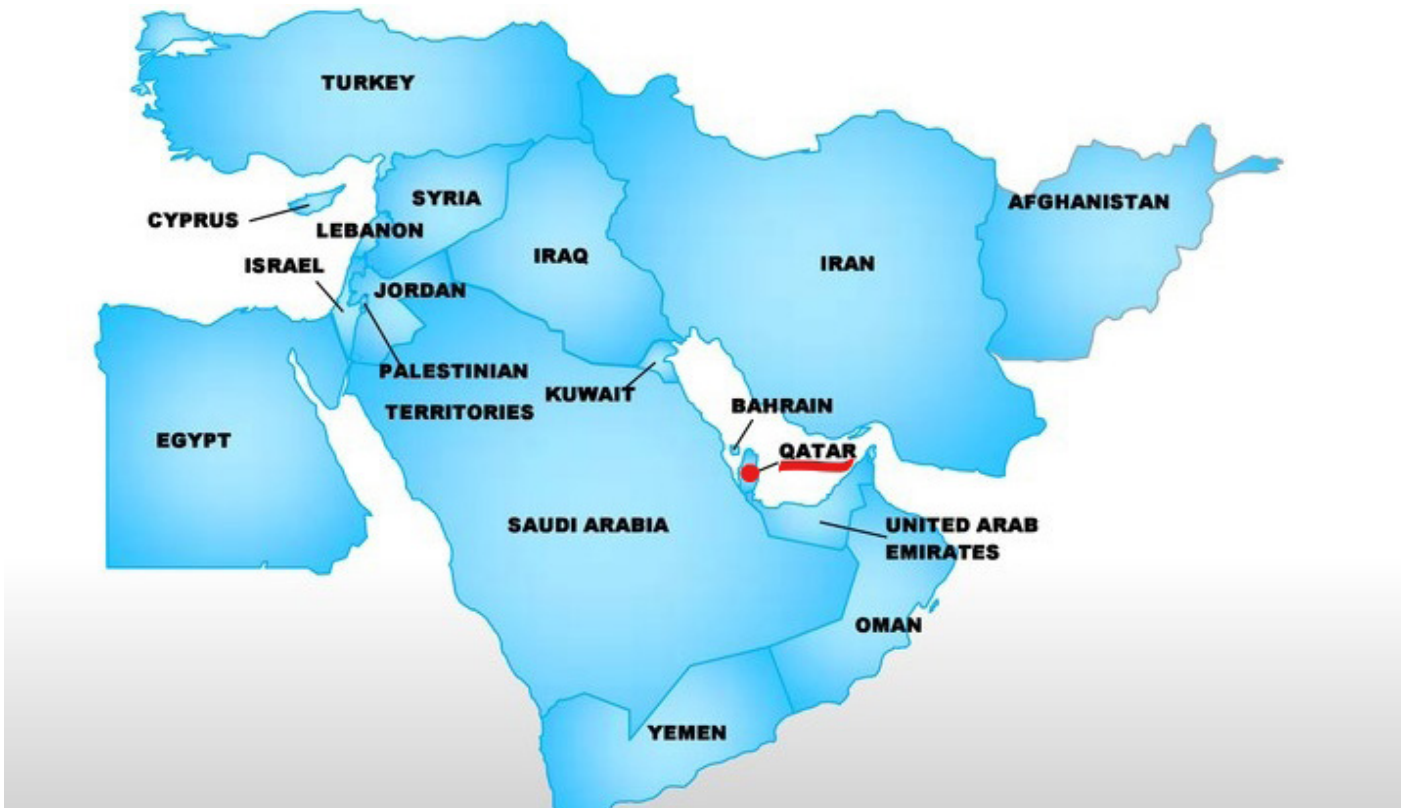 TURKEY
SYRIA
AFGHANISTAN
CYPRUS
LEBANON
IRAQ
IRAN
ISRAEL
JORDAN
PALESTINIAN
TERRITORIES
KUWAIT
BAHRAIN
EGYPT
QATAR
SAUDI ARABIA
UNITED ARAB
EMIRATES
OMAN
YEMEN